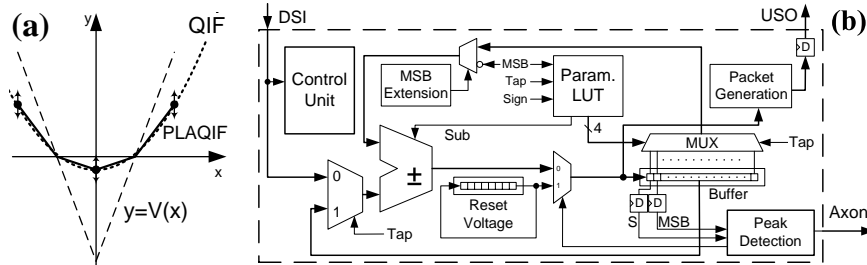 (a)
y
QIF
PLAQIF
x
y=V(x)
DSI
USO
(b)
Control
Unit
MSB
Extension
MSB
Tap
Sign
Param.
LUT
4
D
Packet
Generation
Sub
MUX
Tap
0
1
±
0
1
Reset
Voltage
Buffer
D
D
S
MSB
Tap
Peak
Detection
Axon